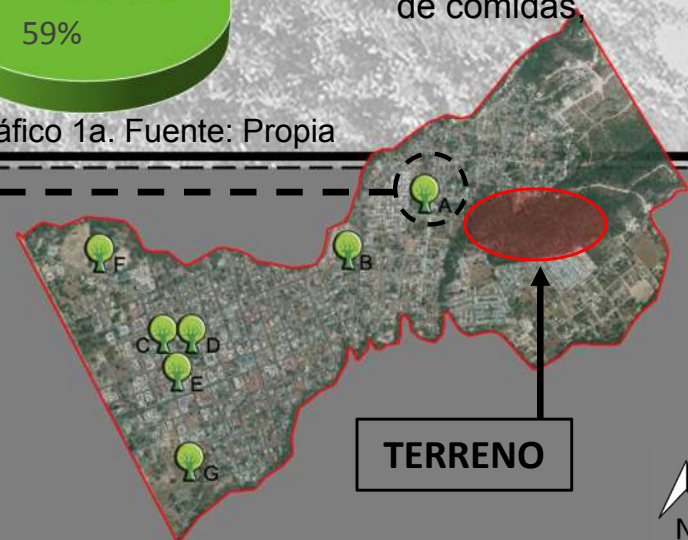 de comidas,
59%
áfico 1a. Fuente: Propia
A
B
F
C
D
E
G
TERRENO
N